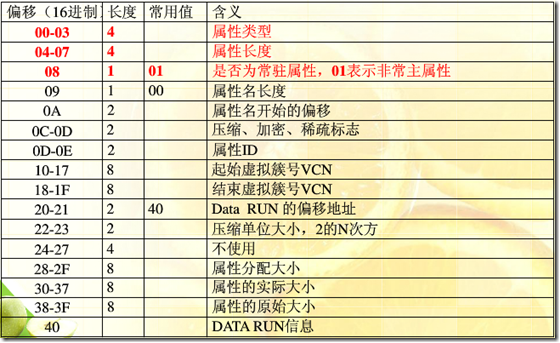 偏移（16进制） 长度 常用值 含义
00-03 4 属性类型
04-07 4 属性长度
08 1 01 是否为常驻属性，01表示非常主属性
09 1 00 属性名长度
0A 2 属性名开始的偏移
0C-0D 2 压缩、加密、稀疏标志
0D-0E 2 属性ID
10-17 8 起始虚拟簇号VCN
18-1F 8 结束虚拟簇号VCN
20-21 2 40 Data RUN 的偏移地址
22-23 2 压缩单位大小，2的N次方
24-27 4 不使用
28-2F 8 属性分配大小
30-37 8 属性的实际大小
38-3F 8 属性的原始大小
40 DATA RUN信息